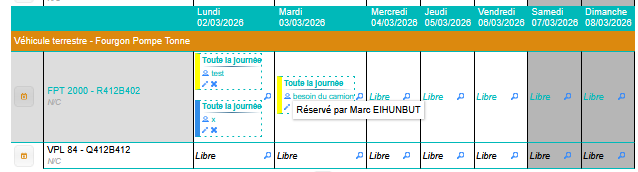 Lundi
02/03/2026
Mardi
03/03/2026
Mercredi
04/03/2026
Jeudi
05/03/2026
Vendredi
06/03/2026
Samedi
07/03/2026
Dimanche
08/03/2026
Véhicule terrestre - Fourgon Pompe Tonne
FPT 2000 - R412B402
N/C
Toute la journée
test
Toute la journée
x
Toute la journée
besoin du camion
Réservé par Marc EIHUNBUT
Libre
Libre
Libre
Libre
Libre
VPL 84 - Q412B412
N/C
Libre
Libre
Libre
Libre
Libre
Libre
Libre